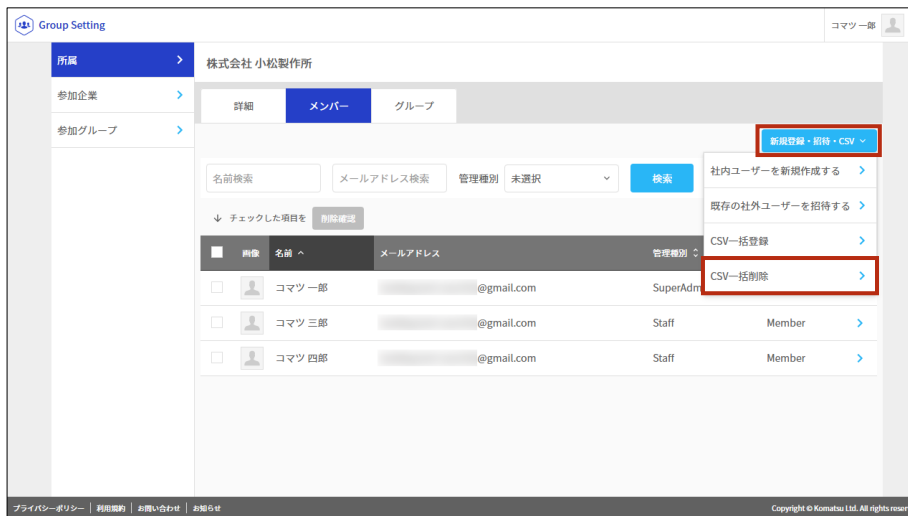 Group Setting
コマツ 一郎
所属
参加企業
参加グループ
株式会社 小松製作所
詳細
メンバー
グループ
新規登録・招待・CSV
社内ユーザーを新規作成する
既存の社外ユーザーを招待する
CSV一括登録
CSV一括削除
名前検索
メールアドレス検索
管理種別
未選択
検索
チェックした項目を
削除確認
画像
名前
メールアドレス
管理種別
コマツ 一郎
@gmail.com
SuperAdm
コマツ 三郎
@gmail.com
Staff
Member
コマツ 四郎
@gmail.com
Staff
Member
プライバシーポリシー
利用規約
お問い合わせ
お知らせ
Copyright © Komatsu Ltd. All rights reser